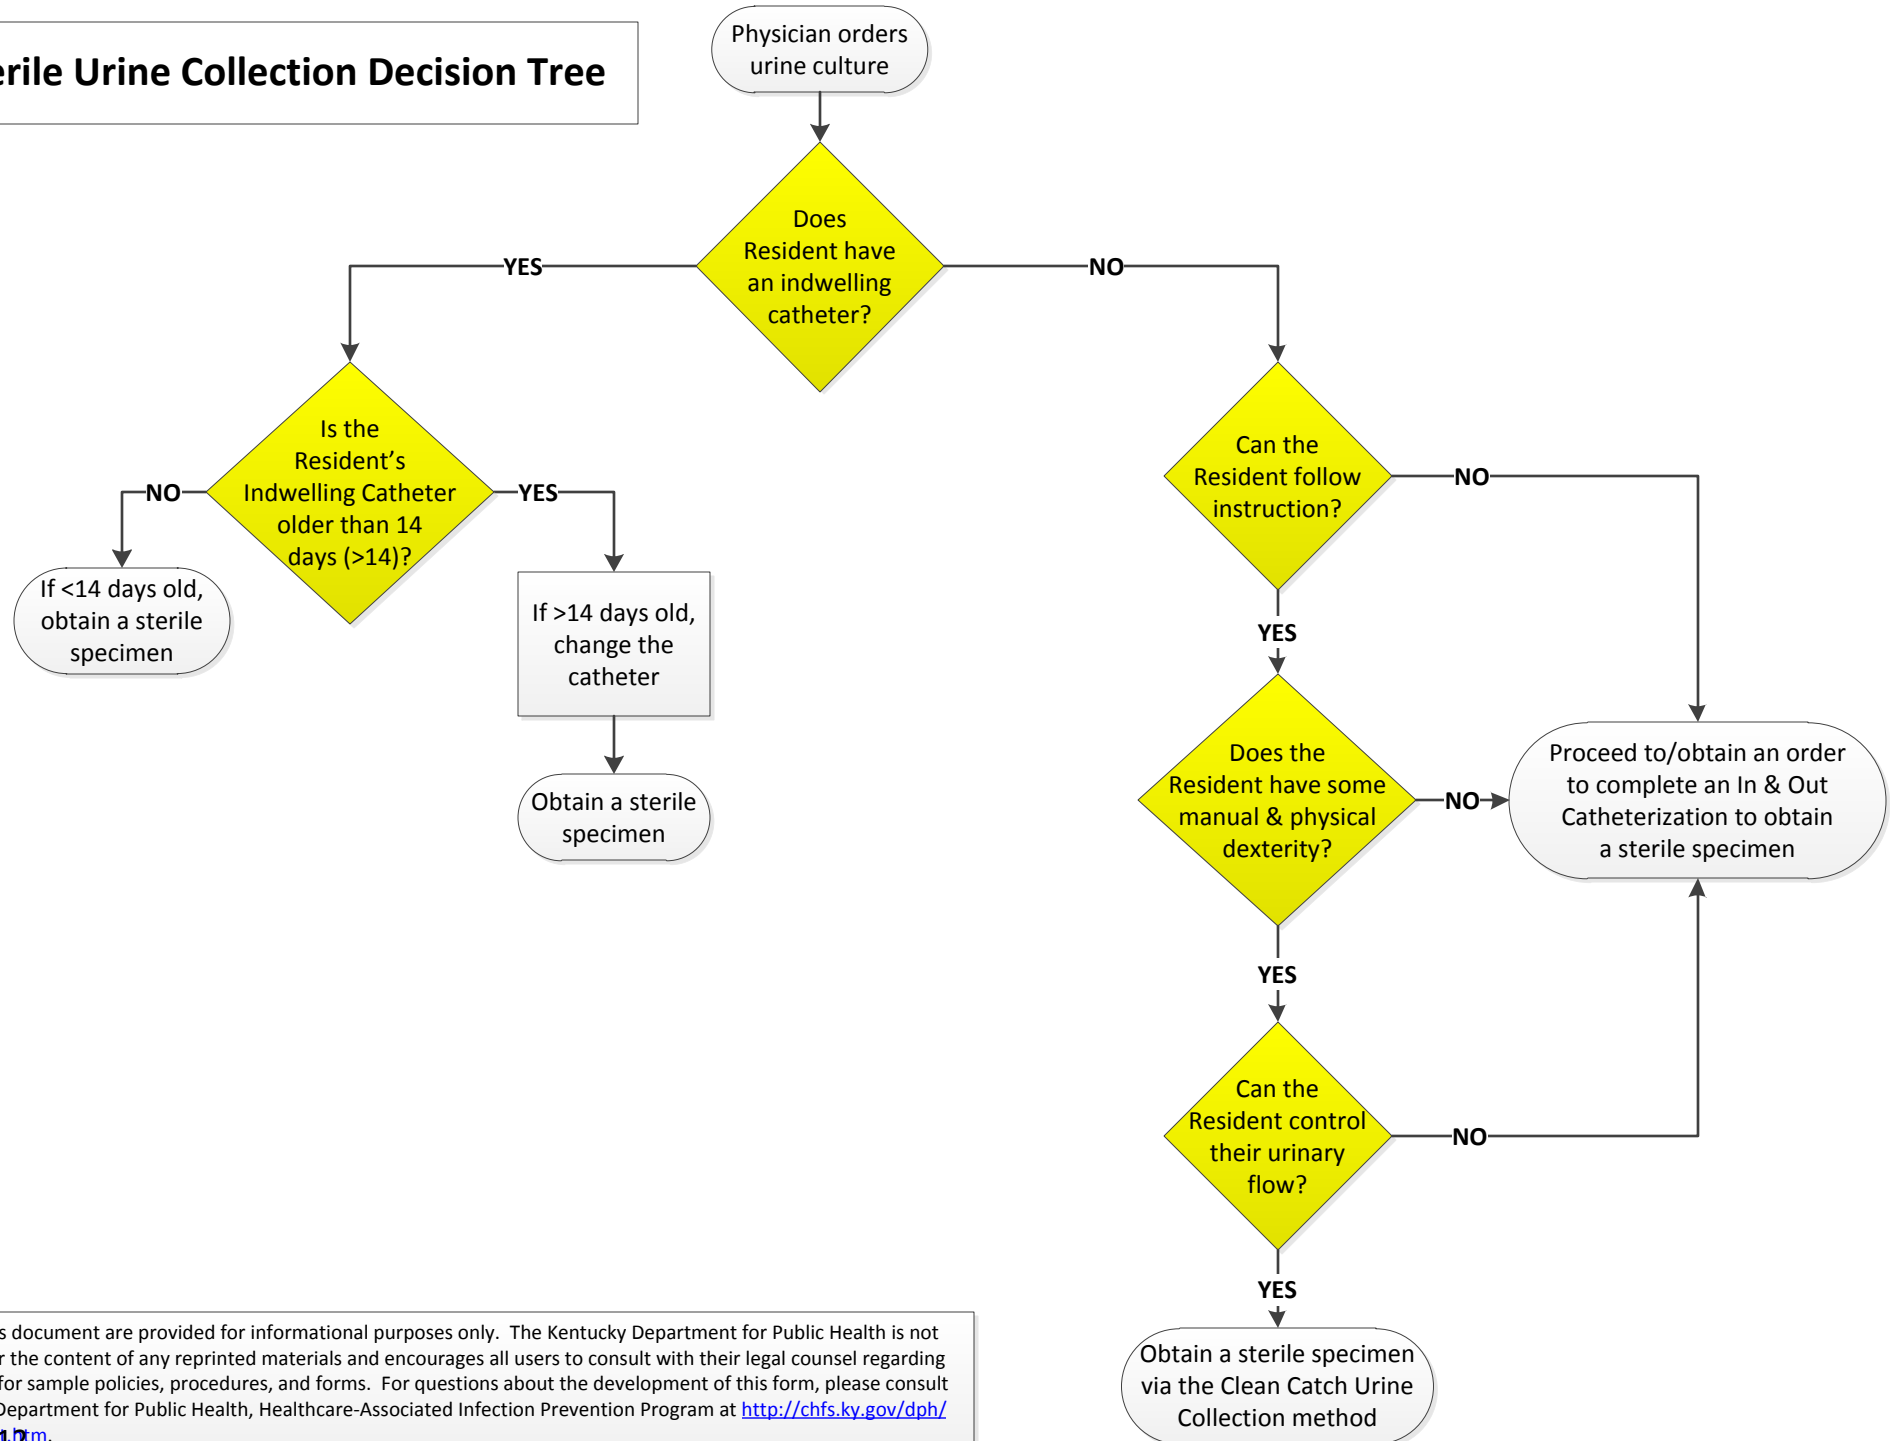 erile Urine Collection Decision Tree
Physician orders
urine culture
Does
Resident have
an indwelling
catheter?
YES
NO
Is the
Resident's
Indwelling Catheter
older than 14
days (>14)?
NO
YES
If <14 days old,
obtain a sterile
specimen
If >14 days old,
change the
catheter
Obtain a sterile
specimen
Can the
Resident follow
instruction?
NO
YES
Does the
Resident have some
manual & physical
dexterity?
NO
Proceed to/obtain an order
to complete an In & Out
Catheterization to obtain
a sterile specimen
YES
Can the
Resident control
their urinary
flow?
NO
YES
Obtain a sterile specimen
via the Clean Catch Urine
Collection method
s document are provided for informational purposes only. The Kentucky Department for Public Health is not
r the content of any reprinted materials and encourages all users to consult with their legal counsel regarding
for sample policies, procedures, and forms. For questions about the development of this form, please consult
Department for Public Health, Healthcare-Associated Infection Prevention Program at http://chfs.ky.gov/dph/